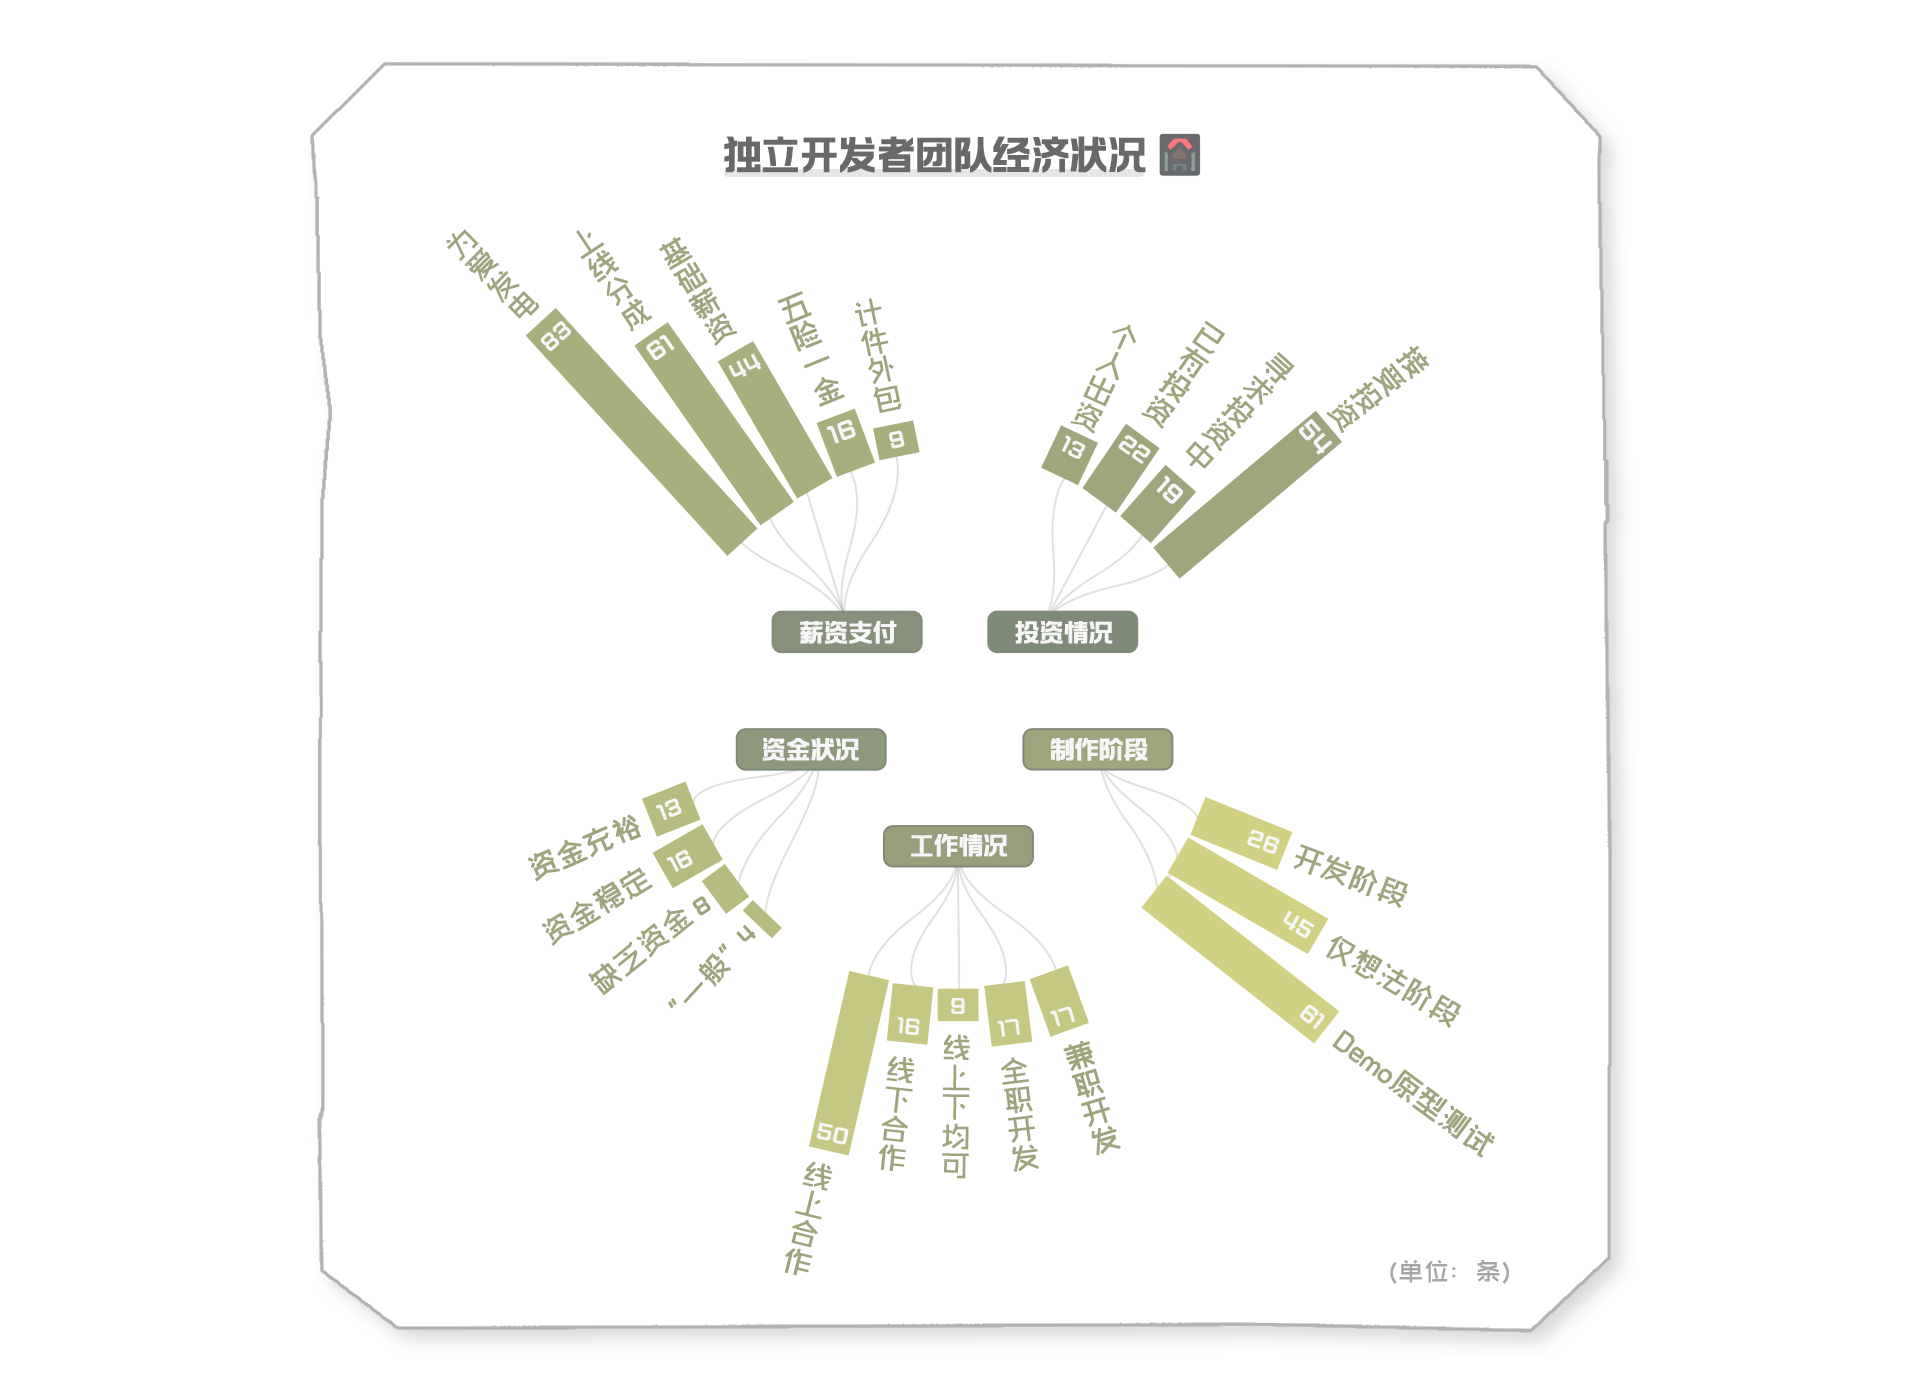 独立开发者团队经济状况
为爱发电
83
上线分成
61
基础薪资
44
五险一金
16
计件外包
9
薪资支付
个人出资
13
已有投资
22
寻求投资中
19
接受投资
54
投资情况
资金状况
资金充裕
13
资金稳定
16
缺乏资金 8
“一般” 4
制作阶段
26
开发阶段
45
仅想法阶段
61
Demo原型测试
工作情况
50
线上合作
16
线下合作
9
线上下均可
17
全职开发
17
兼职开发
(单位：条)